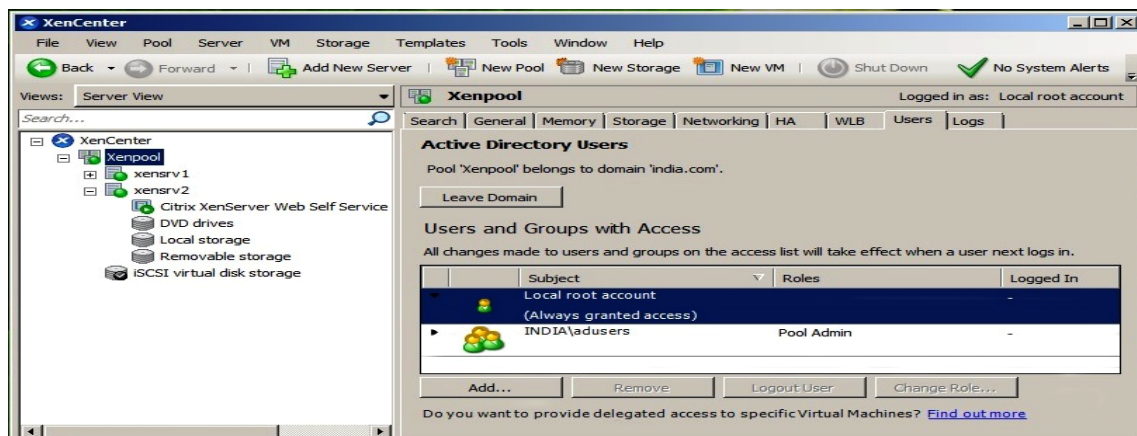 XenCenter
File View Pool Server VM Storage Templates Tools Window Help
Back Forward Add New Server New Pool New Storage New VM Shut Down No System Alerts
Views: Server View
Search...
XenCenter
Xenpool
xensrv1
xensrv2
Citrix XenServer Web Self Service
DVD drives
Local storage
Removable storage
iSCSI virtual disk storage
Xenpool Logged in as: Local root account
Search General Memory Storage Networking HA WLB Users Logs
Active Directory Users
Pool 'Xenpool' belongs to domain 'india.com'.
Leave Domain
Users and Groups with Access
All changes made to users and groups on the access list will take effect when a user next logs in.
Subject Roles Logged In
Local root account -
(Always granted access)
INDIA\adusers Pool Admin -
Add... Remove Logout User Change Role...
Do you want to provide delegated access to specific Virtual Machines? Find out more